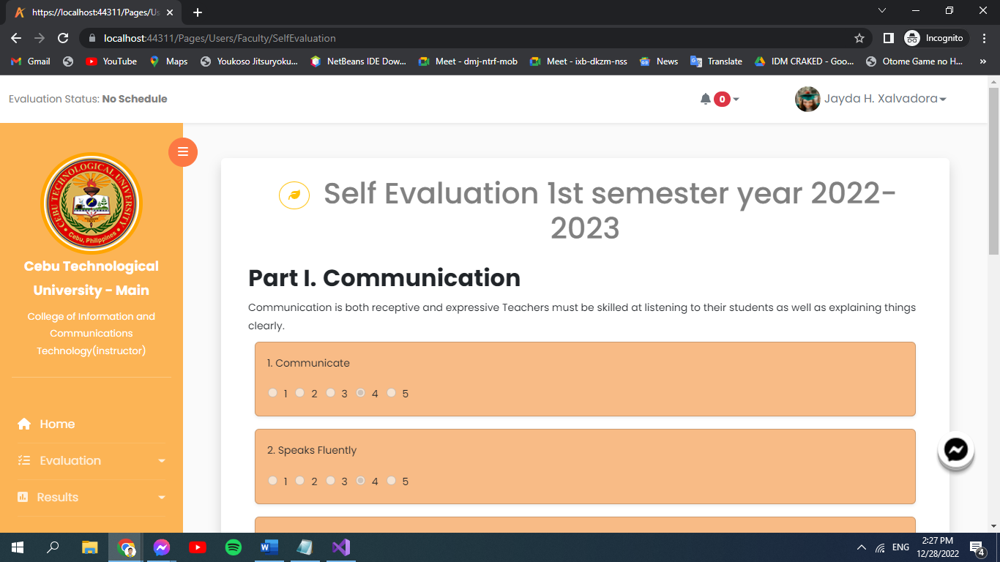 https://localhost:44311/Pages/Us
localhost:44311/Pages/Users/Faculty/SelfEvaluation
Incognito
Gmail
YouTube
Maps
Youkoso Jitsuryoku...
NetBeans IDE Dow...
Meet - dmj-ntrf-mob
Meet - ixb-dkzm-nss
News
Translate
IDM CRAKED - Goo...
Otome Game no H...
»
Evaluation Status: No Schedule
0
Jayda H. Xalvadora
CEBU TECHNOLOGICAL UNIVERSITY
Cebu, Philippines
Cebu Technological
University - Main
College of Information and
Communications
Technology(instructor)
Home
Evaluation
Results
Self Evaluation 1st semester year 2022-
2023
Part I. Communication
Communication is both receptive and expressive Teachers must be skilled at listening to their students as well as explaining things
clearly.
1. Communicate
1 2 3 4 5
2. Speaks Fluently
1 2 3 4 5
ENG
2:27 PM
12/28/2022
4